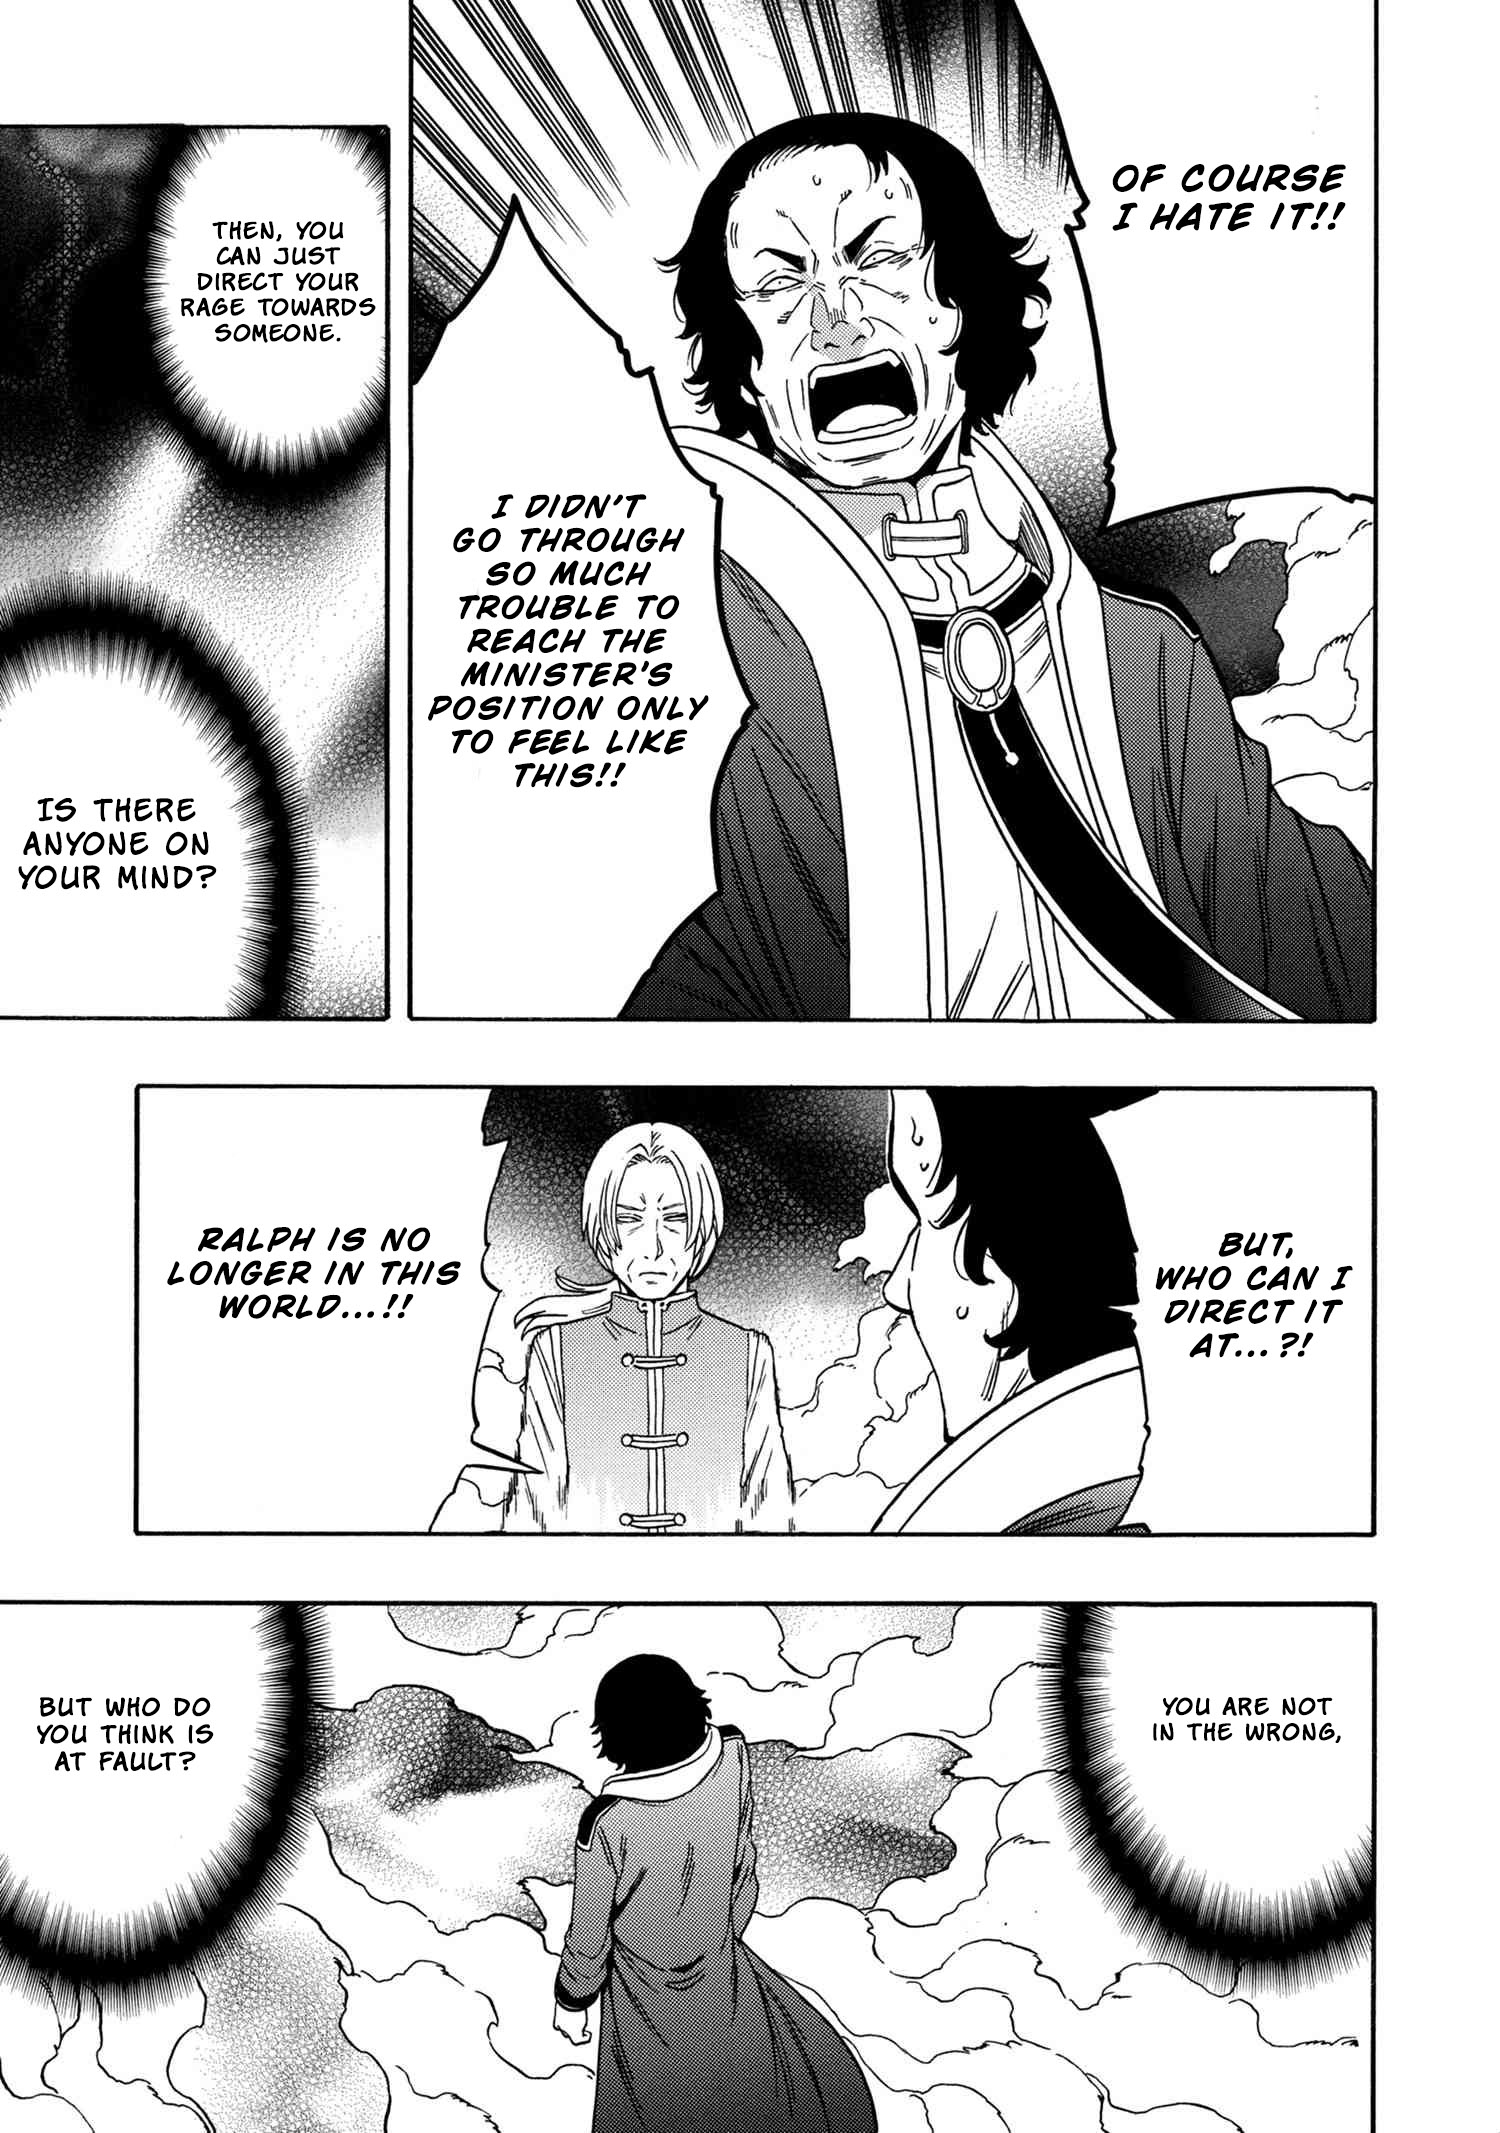 OF COURSE
I HATE IT!!
I DIDN'T
GO THROUGH
SO MUCH
TROUBLE TO
REACH THE
MINISTER'S
POSITION ONLY
TO FEEL LIKE
THIS!!
THEN, YOU
CAN JUST
DIRECT YOUR
RAGE TOWARDS
SOMEONE.
IS THERE
ANYONE ON
YOUR MIND?
BUT,
WHO CAN I
DIRECT IT
AT...?!
RALPH IS NO
LONGER IN THIS
WORLD...!!
YOU ARE NOT
IN THE WRONG,
BUT WHO DO
YOU THINK IS
AT FAULT?